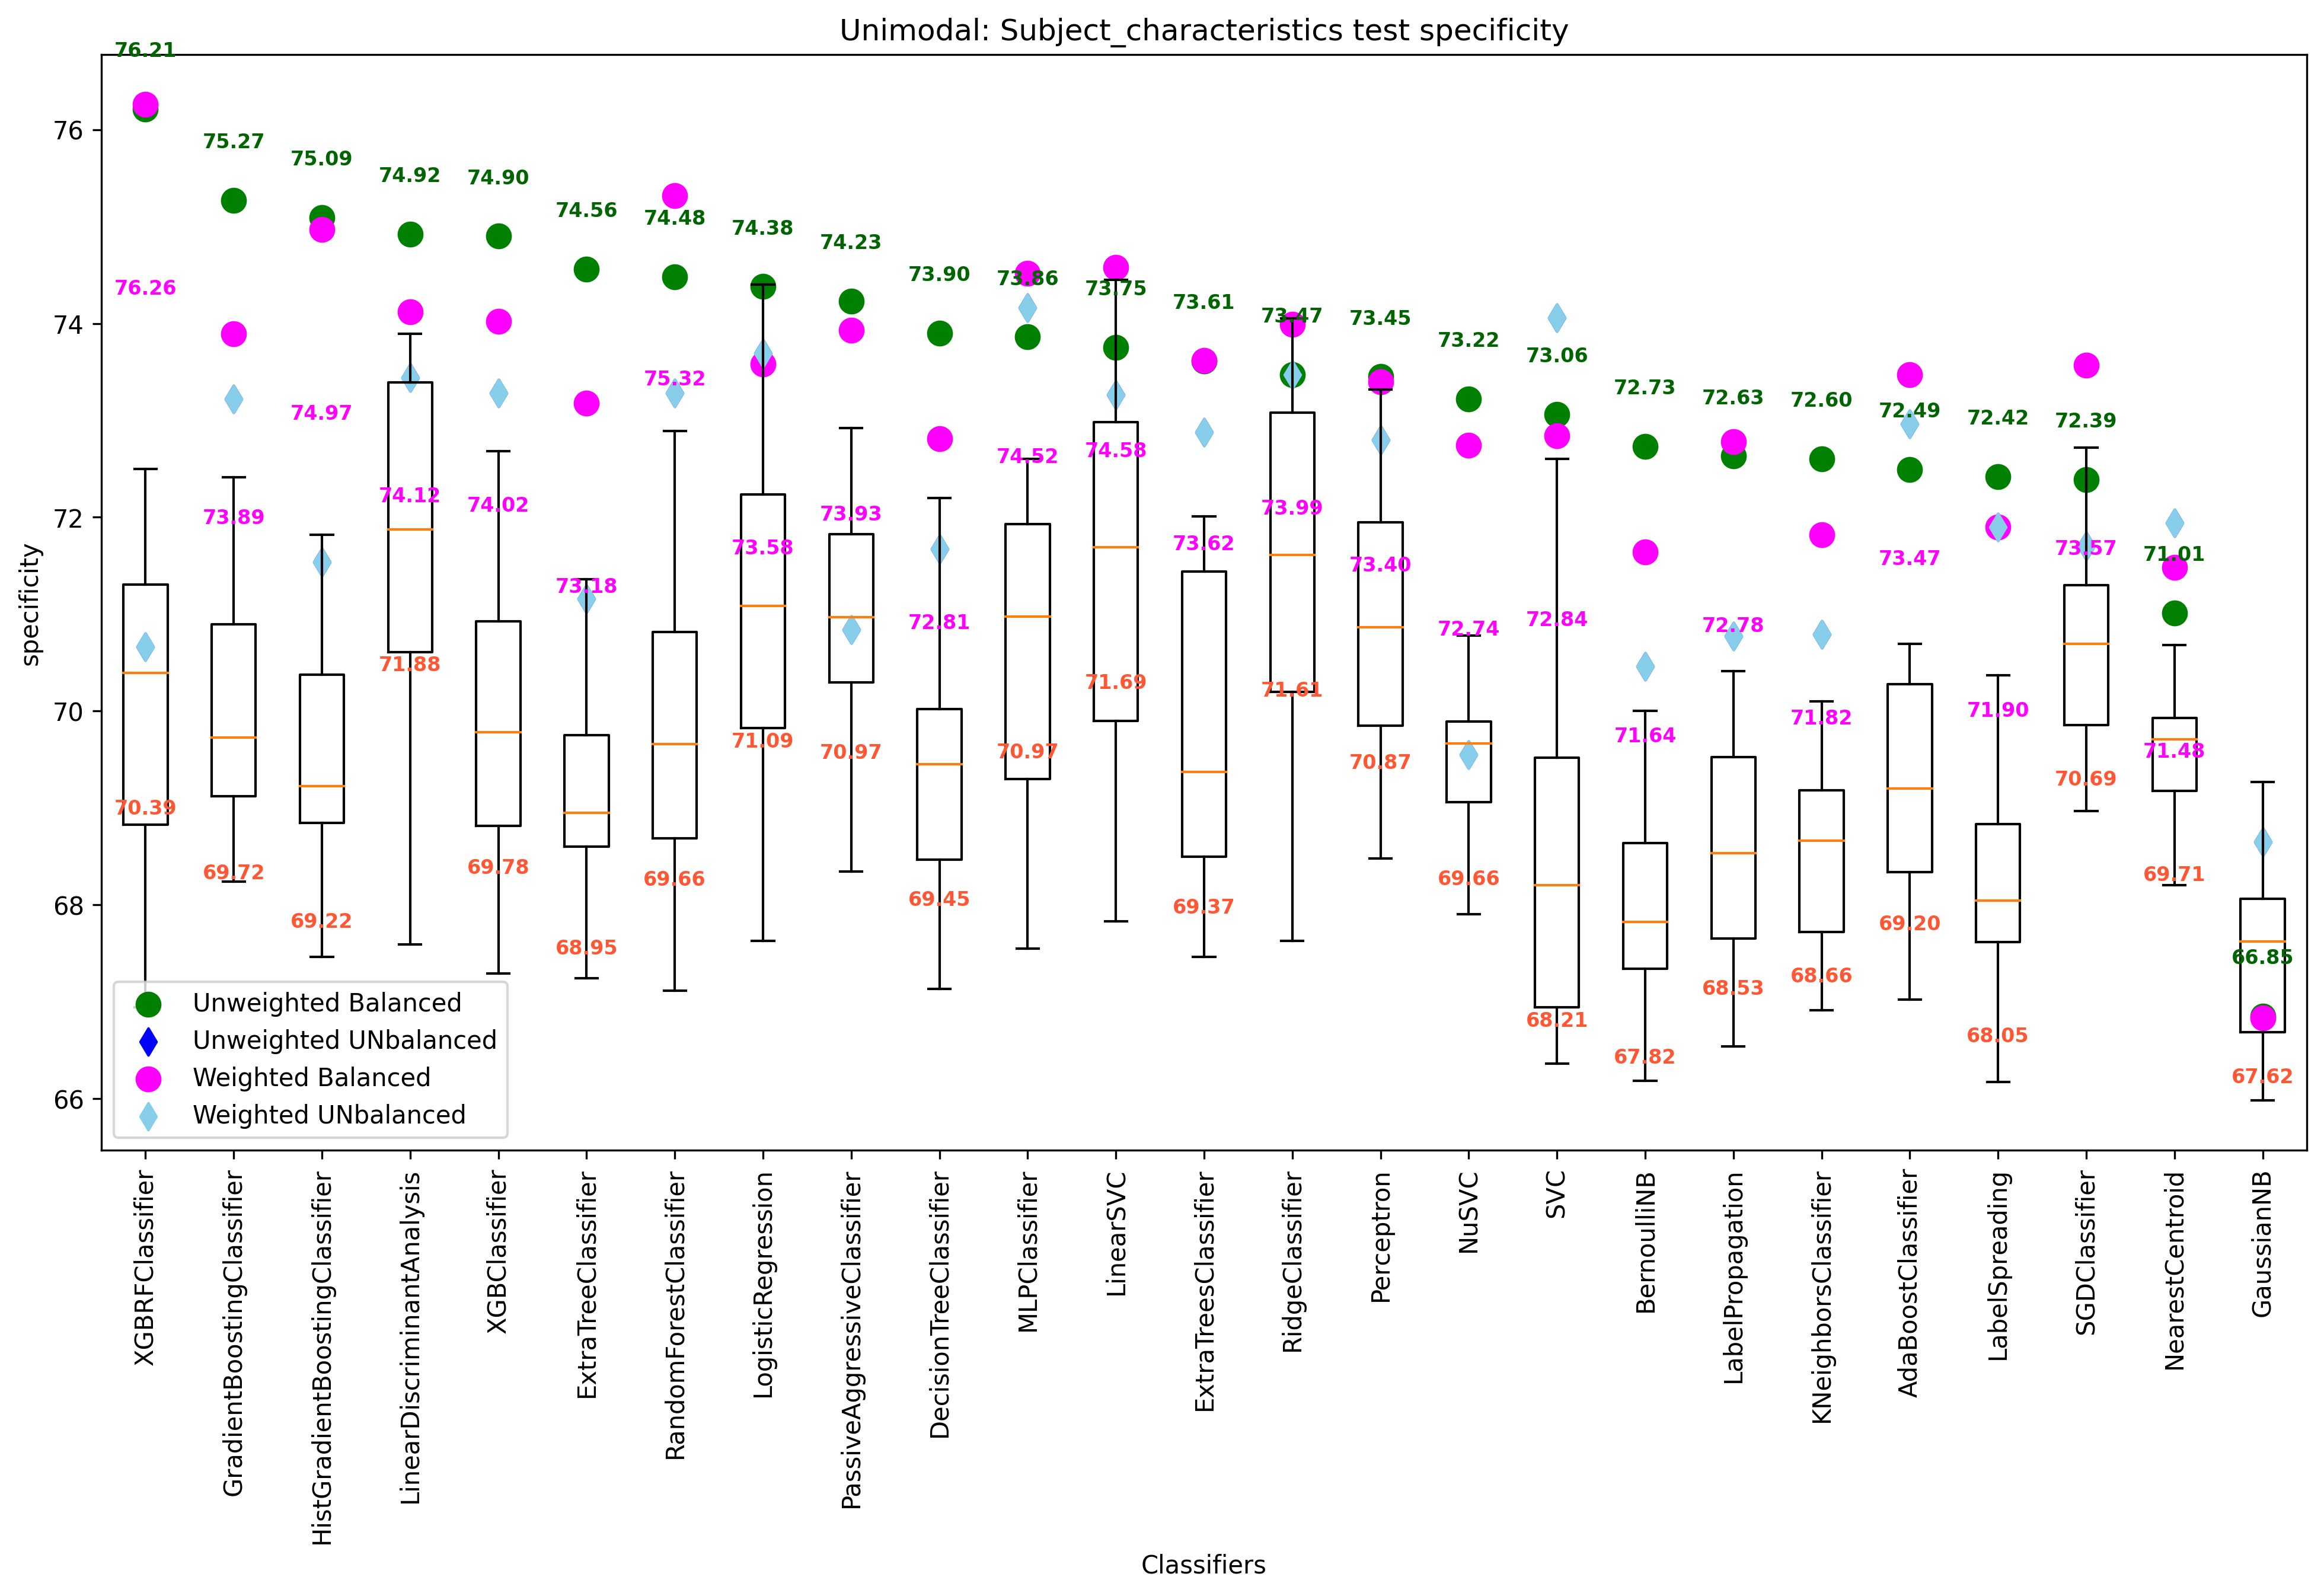 Unimodal: Subject_characteristics test specificity
76.21
75.27
75.09
74.92
74.90
74.56
74.48
74.38
74.23
73.90
73.86
73.75
73.61
73.47
73.45
73.22
73.06
72.73
72.63
72.60
72.49
72.42
72.39
71.01
66.85
76.26
73.89
74.97
74.12
74.02
73.18
75.32
73.58
73.93
72.81
74.52
74.58
73.62
73.99
73.40
72.74
72.84
71.64
72.78
71.82
73.47
71.90
73.57
71.48
70.39
69.72
69.22
71.88
69.78
68.95
69.66
71.09
70.97
69.45
70.97
71.69
69.37
71.61
70.87
69.66
68.21
67.82
68.53
68.66
69.20
68.05
70.69
69.71
67.62
76
74
72
70
68
66
specificity
Unweighted Balanced
Unweighted UNbalanced
Weighted Balanced
Weighted UNbalanced
XGBRFClassifier
GradientBoostingClassifier
HistGradientBoostingClassifier
LinearDiscriminantAnalysis
XGBClassifier
ExtraTreeClassifier
RandomForestClassifier
LogisticRegression
PassiveAggressiveClassifier
DecisionTreeClassifier
MLPClassifier
LinearSVC
ExtraTreesClassifier
RidgeClassifier
Perceptron
NuSVC
SVC
BernoulliNB
LabelPropagation
KNeighborsClassifier
AdaBoostClassifier
LabelSpreading
SGDClassifier
NearestCentroid
GaussianNB
Classifiers